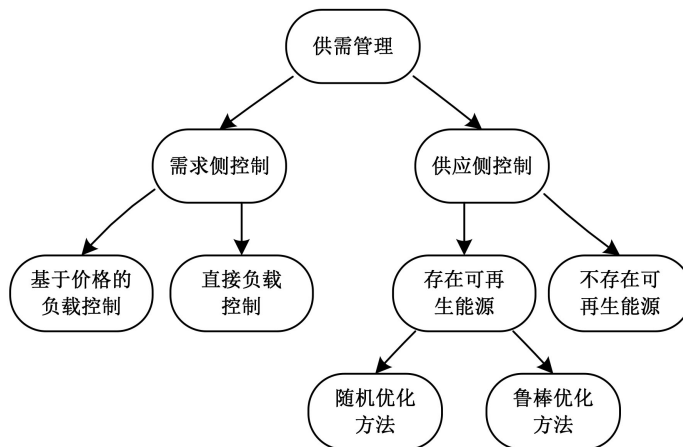 供需管理
需求侧控制
供应侧控制
基于价格的
负载控制
直接负载
控制
存在可再
生能源
不存在可
再生能源
随机优化
方法
鲁棒优化
方法